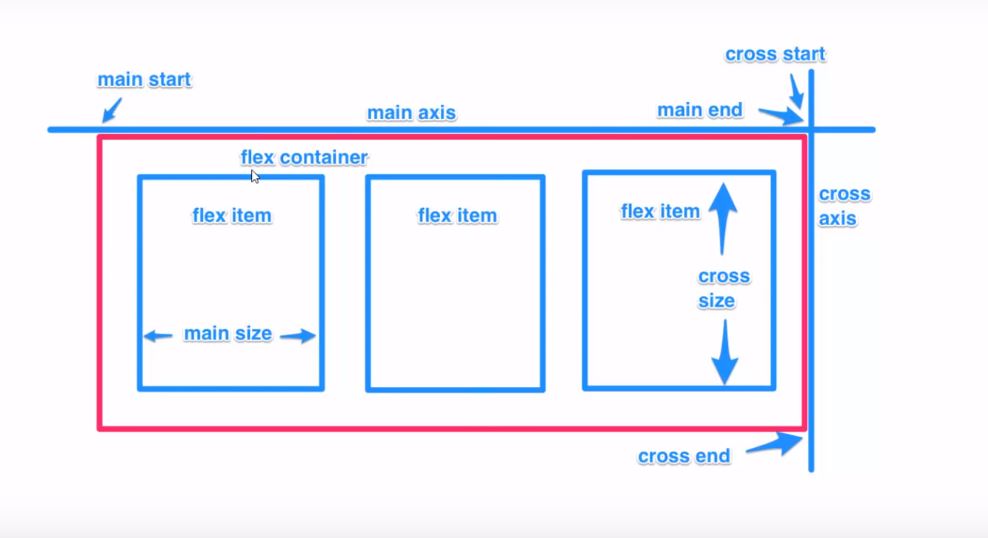 cross start
main start
main axis
main end
flex container
cross
axis
flex item
flex item
flex item
cross
size
main size
cross end